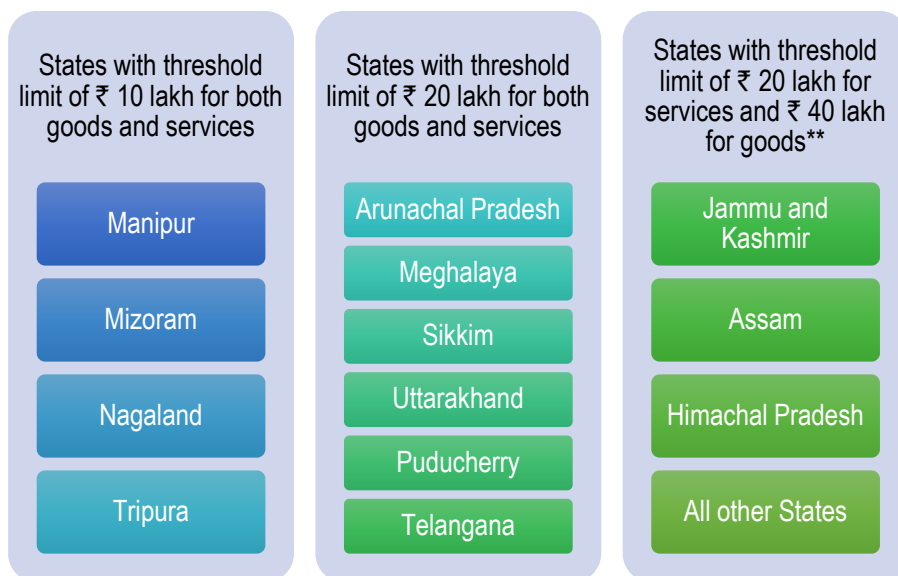 States with threshold
limit of ₹ 10 lakh for both
goods and services
Manipur
Mizoram
Nagaland
Tripura
States with threshold
limit of ₹ 20 lakh for both
goods and services
Arunachal Pradesh
Meghalaya
Sikkim
Uttarakhand
Puducherry
Telangana
States with threshold
limit of ₹ 20 lakh for
services and ₹ 40 lakh
for goods**
Jammu and
Kashmir
Assam
Himachal Pradesh
All other States